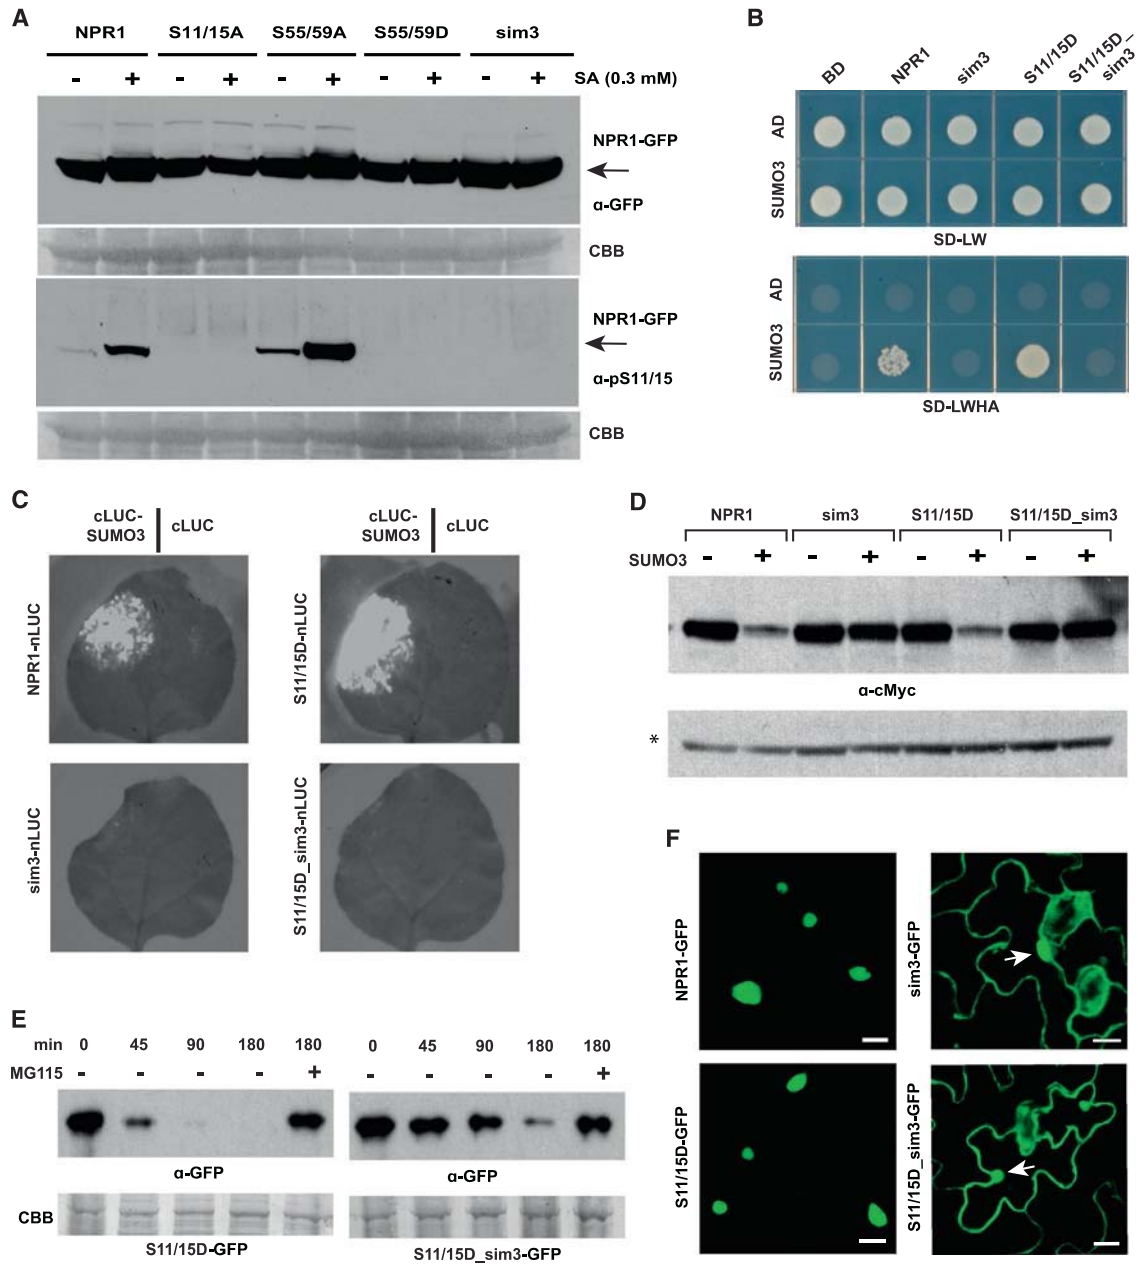 A
NPR1 S11/15A S55/59A S55/59D sim3
- + - + - + - + - + SA (0.3 mM)
NPR1-GFP
α-GFP
CBB
NPR1-GFP
α-pS11/15
CBB
B
BD NPR1 sim3 S11/15D S11/15D_sim3
AD
SUMO3
SD-LW
AD
SUMO3
SD-LWHA
C
cLUC-SUMO3 cLUC
cLUC-SUMO3 cLUC
NPR1-nLUC
S11/15D-nLUC
sim3-nLUC
S11/15D_sim3-nLUC
D
NPR1 sim3 S11/15D S11/15D_sim3
SUMO3 - + - + - + - +
α-cMyc
*
E
min 0 45 90 180 180 0 45 90 180 180
MG115 - - - - + - - - - +
α-GFP α-GFP
CBB
S11/15D-GFP S11/15D_sim3-GFP
F
NPR1-GFP
sim3-GFP
S11/15D-GFP
S11/15D_sim3-GFP